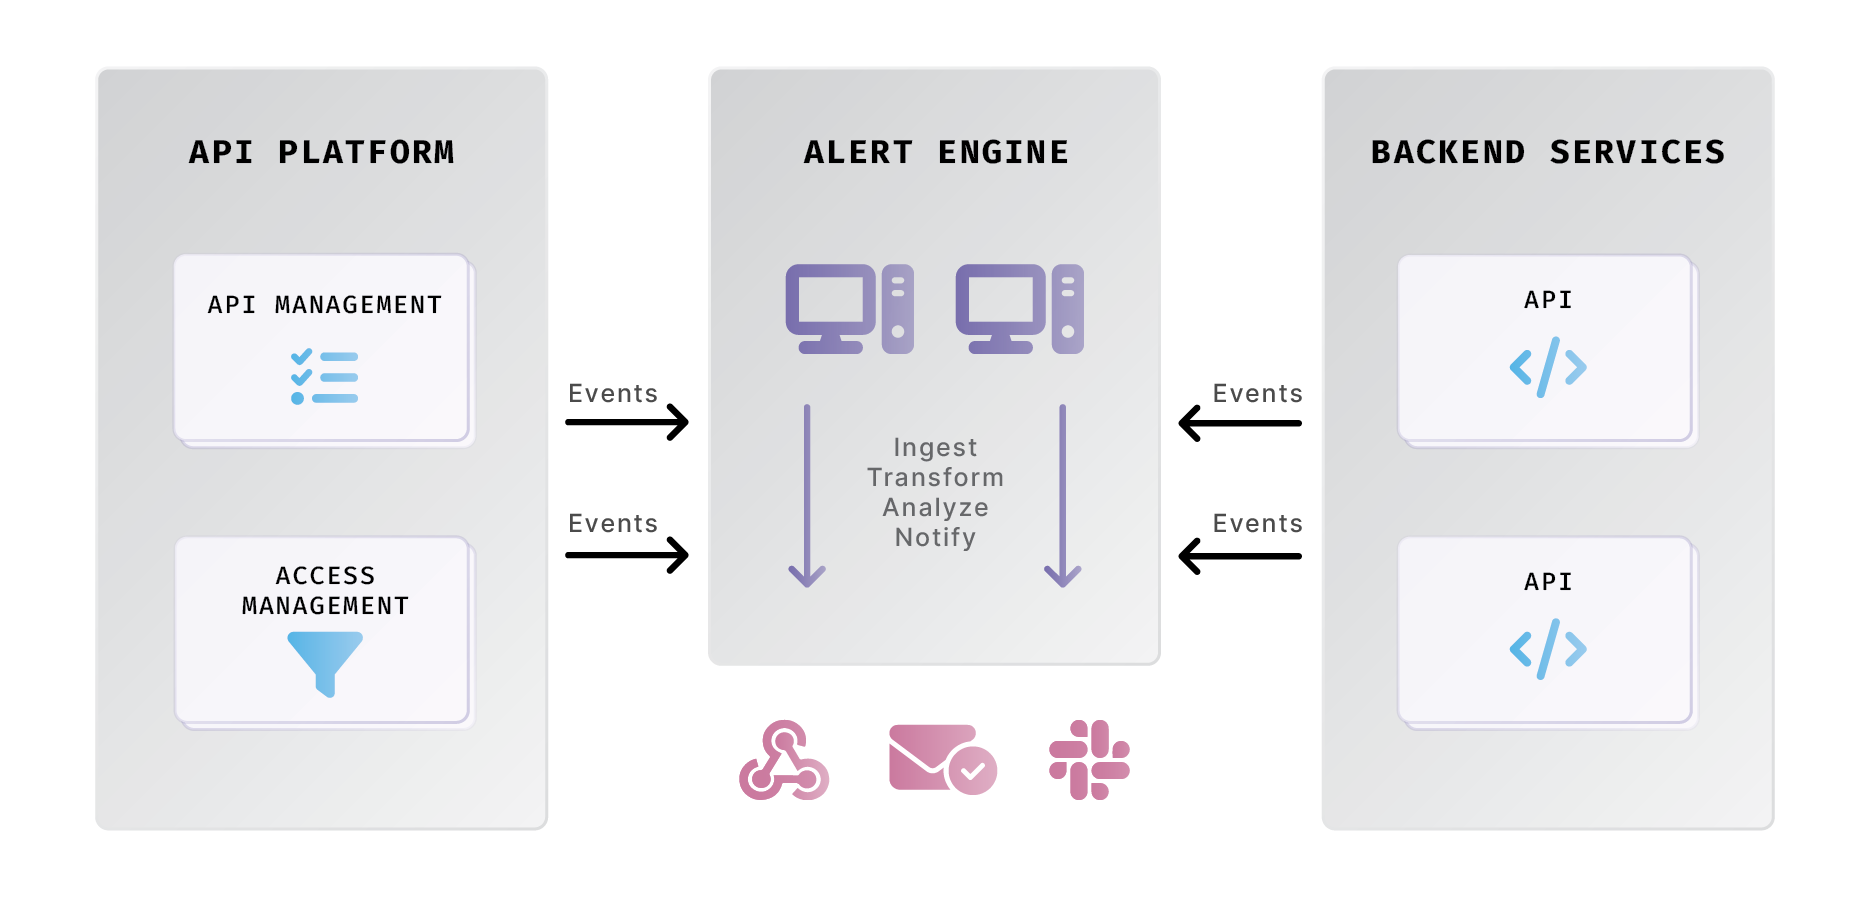 API PLATFORM
API MANAGEMENT
ACCESS
MANAGEMENT
Events
Events
ALERT ENGINE
Ingest
Transform
Analyze
Notify
Events
Events
BACKEND SERVICES
API
API